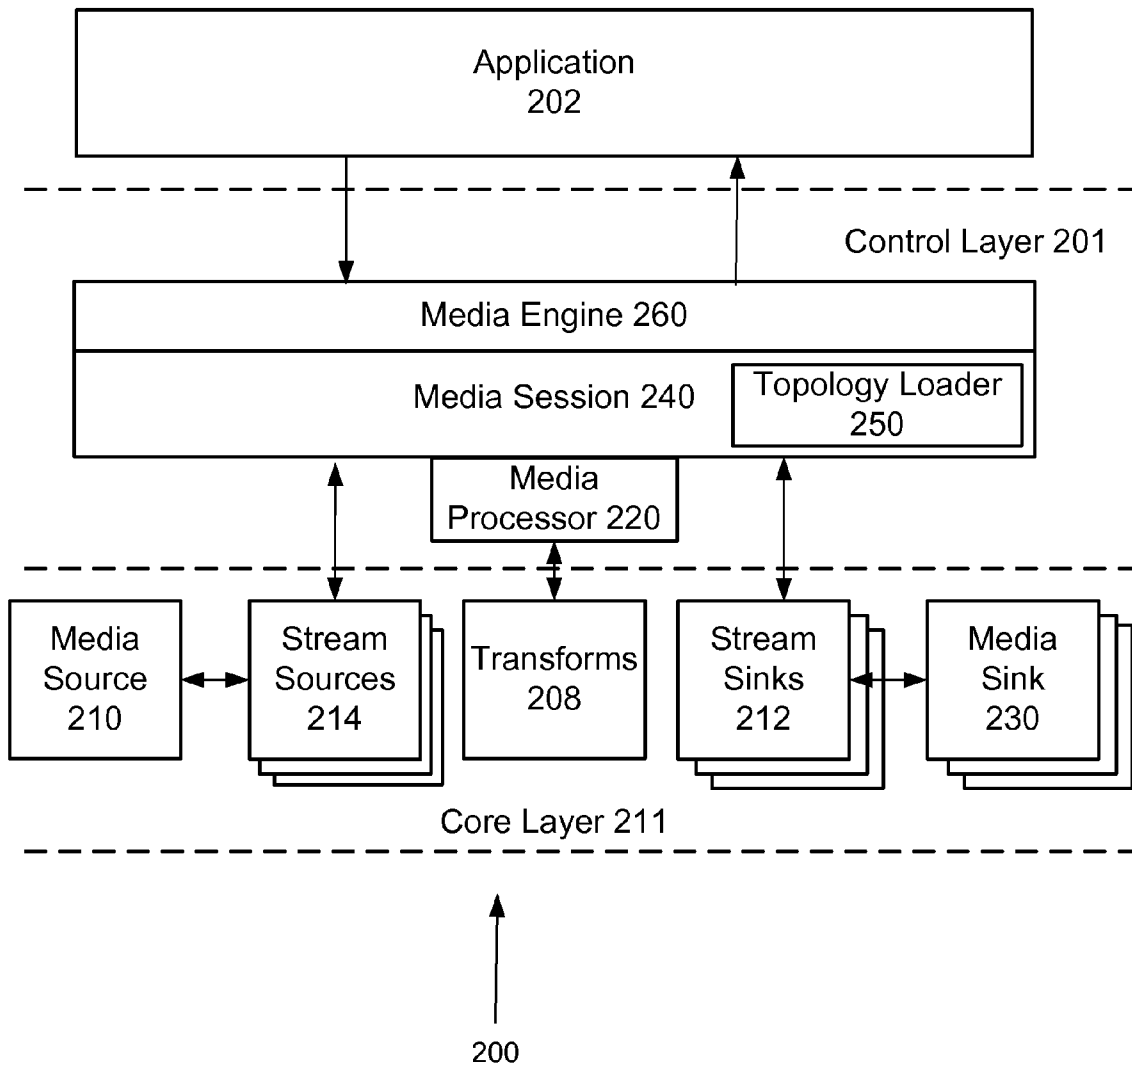 Application
202
Control Layer 201
Media Engine 260
Media Session 240
Topology Loader
250
Media
Processor 220
Media
Source
210
Stream
Sources
214
Transforms
208
Stream
Sinks
212
Media
Sink
230
Core Layer 211
200